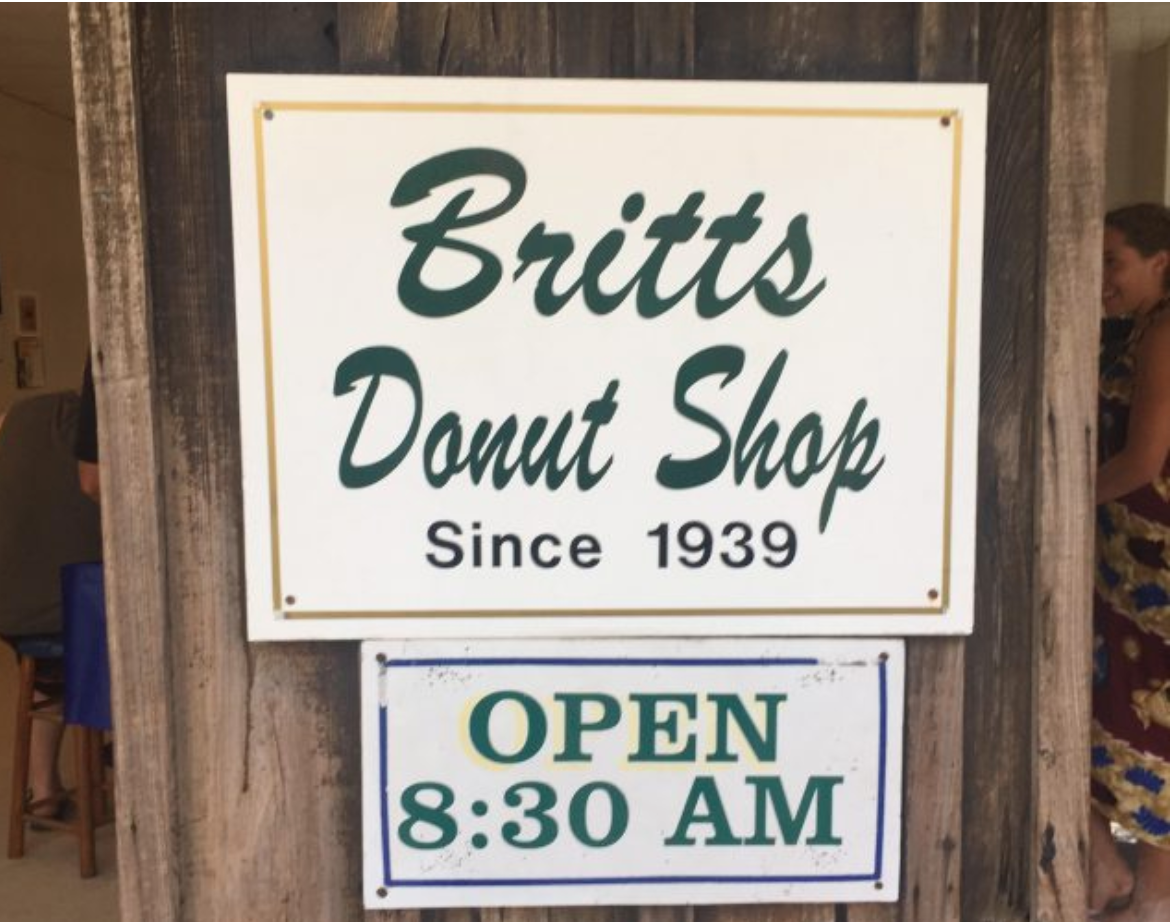 Britts
Donut Shop
Since 1939
OPEN
8:30 AM